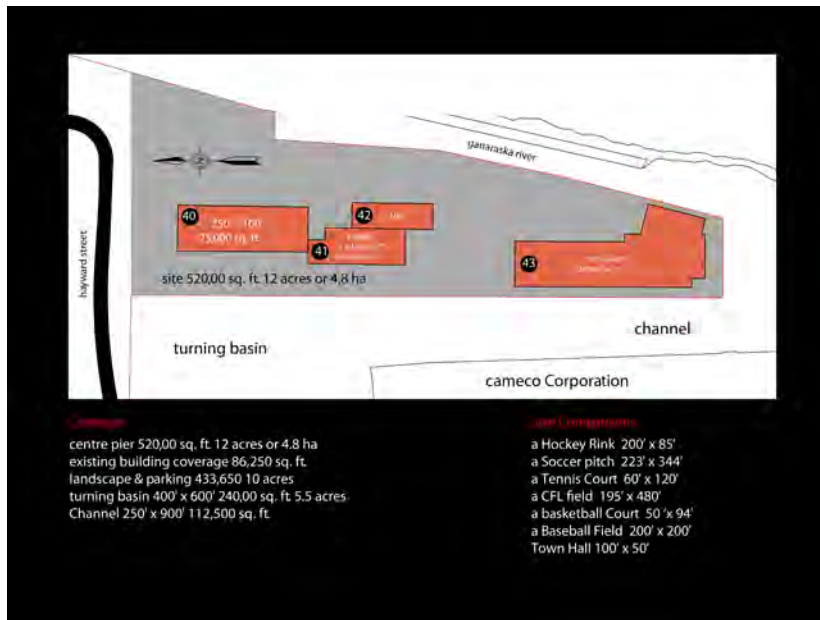 ganaraska river
hayward street
40
42
41
43
75,000 sq. ft.
site 520,00 sq. ft. 12 acres or 4,8 ha
turning basin
channel
cameco Corporation
Coverage
centre pier 520,00 sq. ft. 12 acres or 4.8 ha
existing building coverage 86,250 sq. ft.
landscape & parking 433,650 10 acres
turning basin 400' x 600' 240,00 sq. ft. 5.5 acres
Channel 250' x 900' 112,500 sq. ft.
Comparisons
a Hockey Rink 200' x 85'
a Soccer pitch 223' x 344'
a Tennis Court 60' x 120'
a CFL field 195' x 480'
a basketball Court 50 'x 94'
a Baseball Field 200' x 200'
Town Hall 100' x 50'